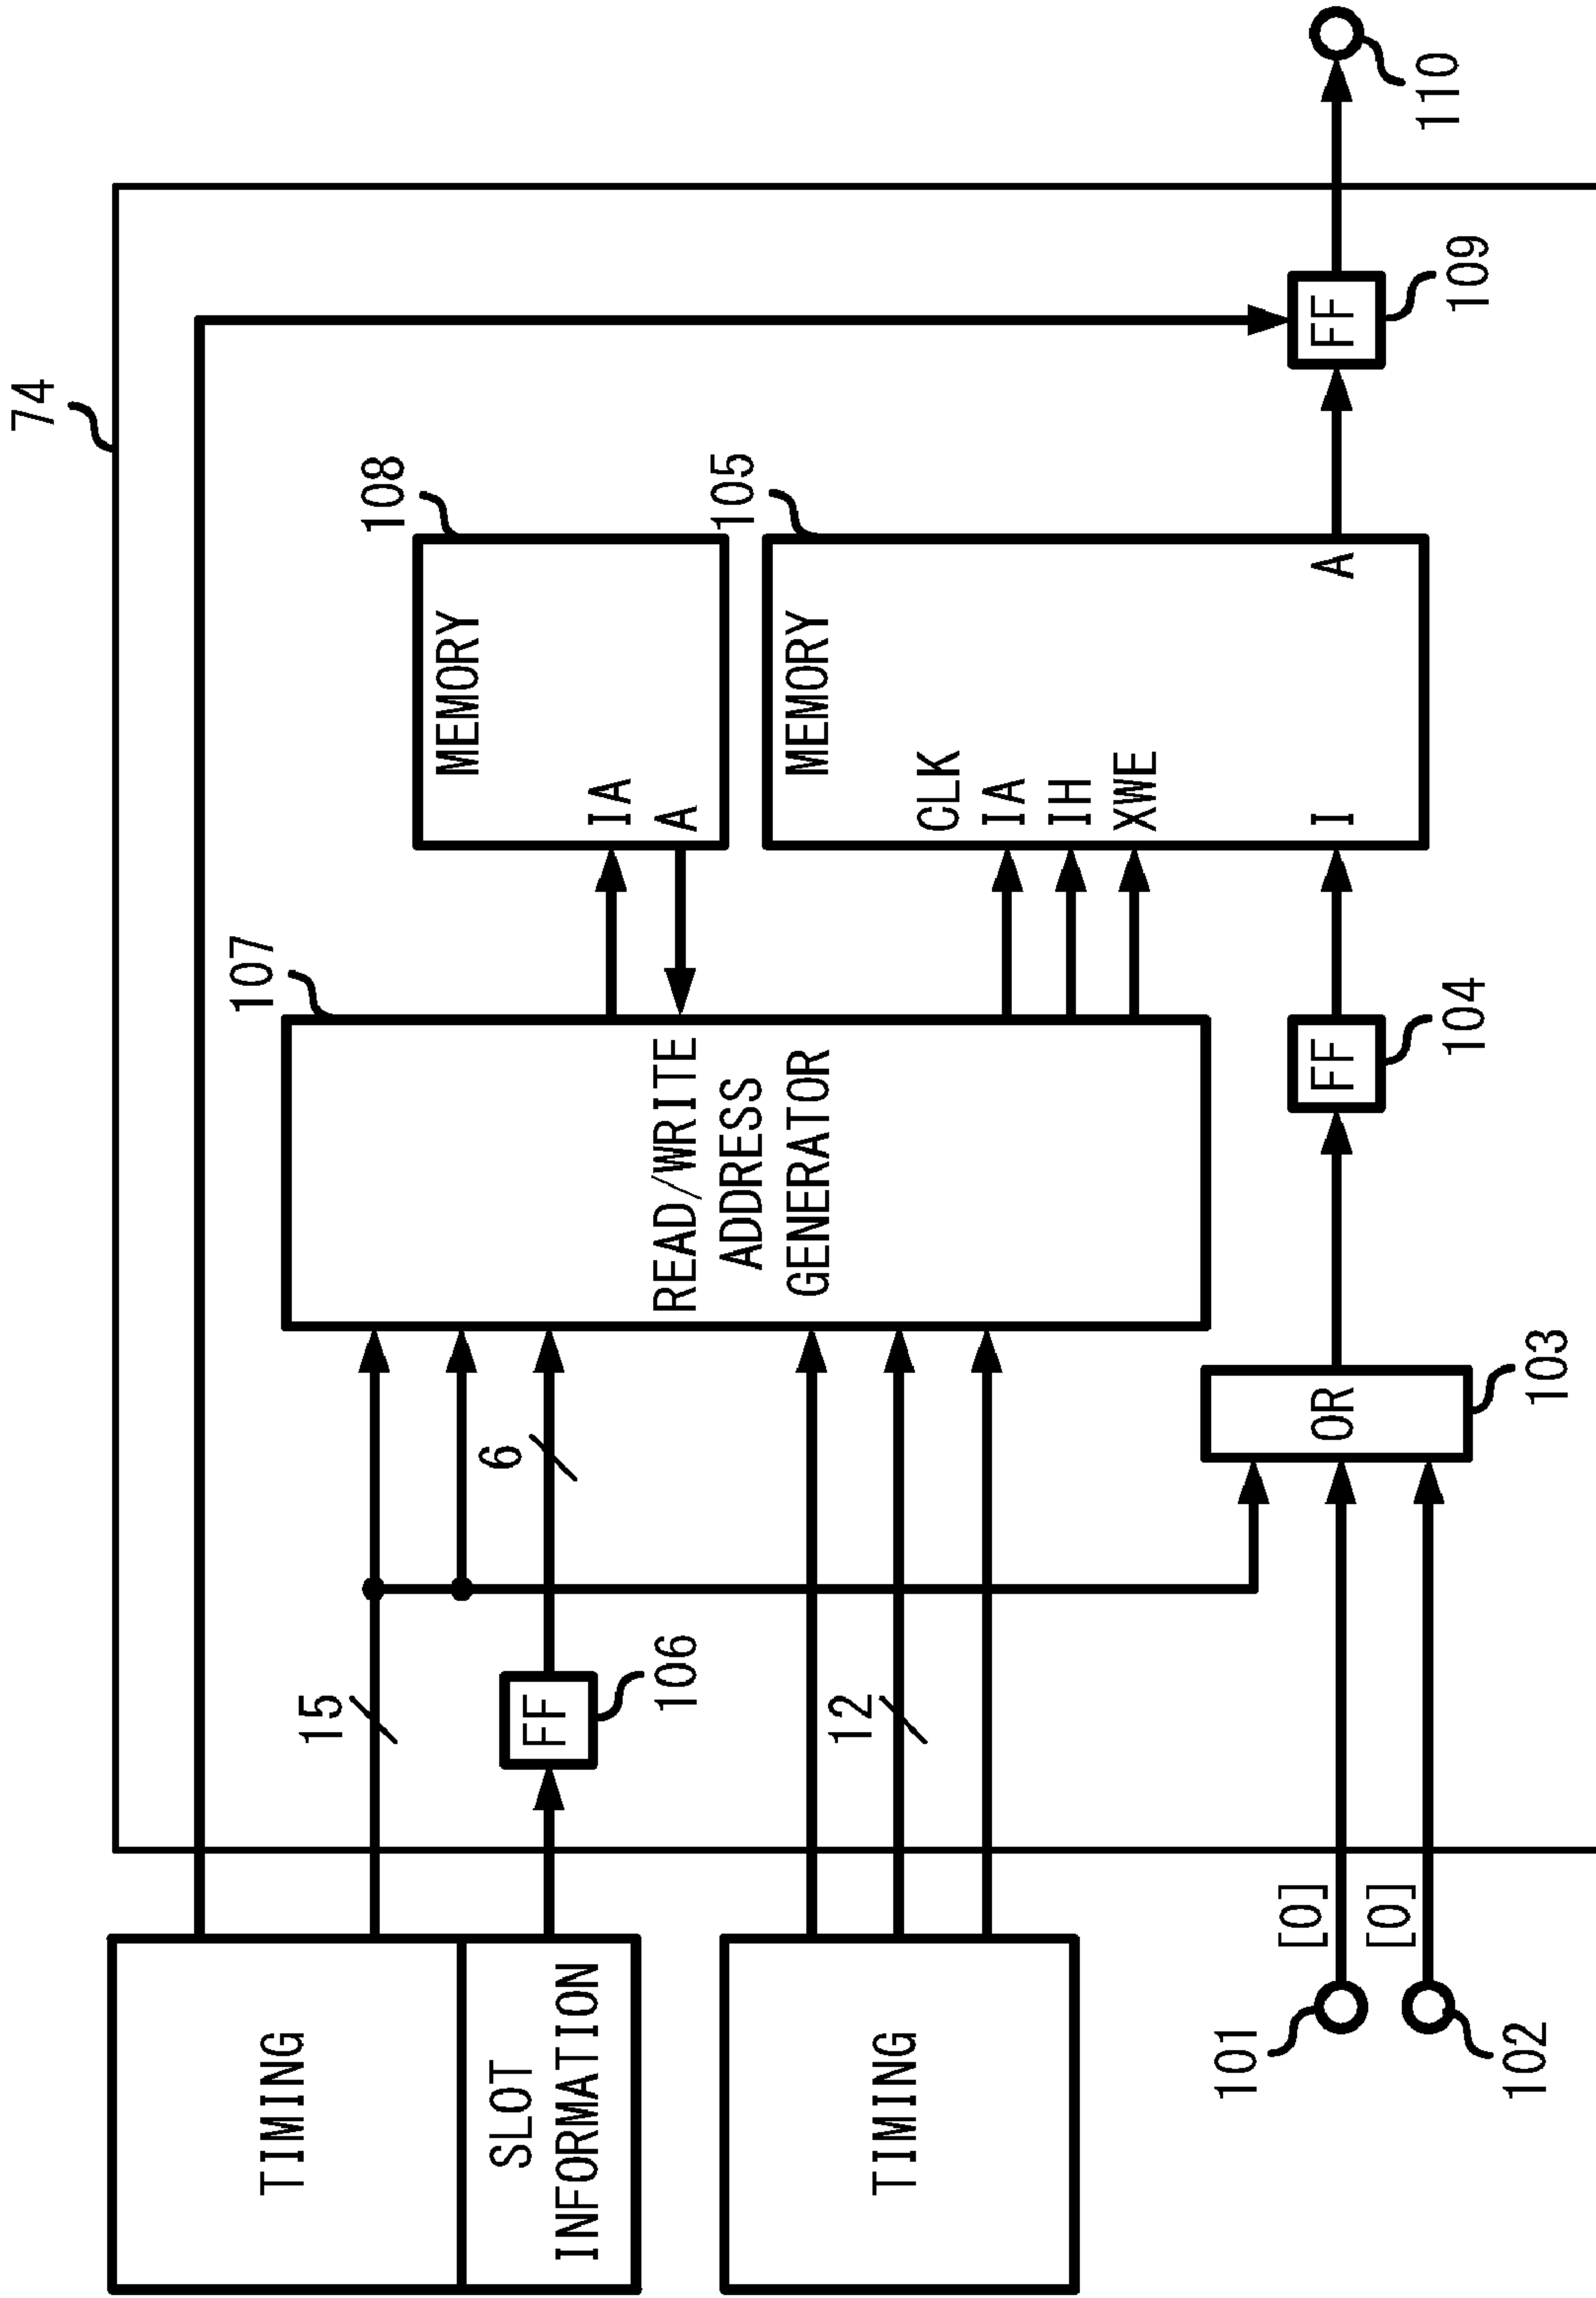 74
TIMING
SLOT
INFORMATION
TIMING
15
FF
106
6
12
107
READ/WRITE
ADDRESS
GENERATOR
108
MEMORY
IA
A
105
MEMORY
CLK
IA
IH
XWE
I
A
101
[0]
102
[0]
OR
103
FF
104
FF
109
110